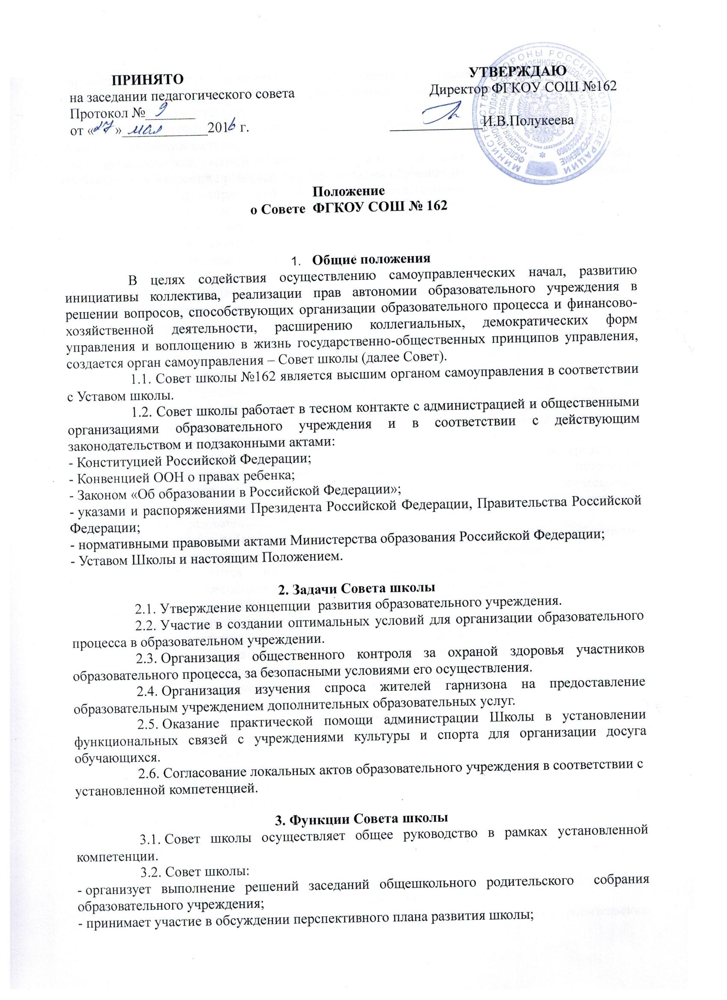 ПРИНЯТО
на заседании педагогического совета
Протокол № 9
от «27» мая 2016 г.
УТВЕРЖДАЮ
Директор ФГКОУ СОШ №162
И.В.Полукеева
МИНИСТЕРСТВО ОБОРОНЫ РОССИЙСКОЙ ФЕДЕРАЦИИ
Положение
о Совете ФГКОУ СОШ № 162
1. Общие положения
В целях содействия осуществлению самоуправленческих начал, развитию
инициативы коллектива, реализации прав автономии образовательного учреждения в
решении вопросов, способствующих организации образовательного процесса и финансово-
хозяйственной деятельности, расширению коллегиальных, демократических форм
управления и воплощению в жизнь государственно-общественных принципов управления,
создается орган самоуправления – Совет школы (далее Совет).
1.1. Совет школы №162 является высшим органом самоуправления в соответствии
с Уставом школы.
1.2. Совет школы работает в тесном контакте с администрацией и общественными
организациями образовательного учреждения и в соответствии с действующим
законодательством и подзаконными актами:
- Конституцией Российской Федерации;
- Конвенцией ООН о правах ребенка;
- Законом «Об образовании в Российской Федерации»;
- указами и распоряжениями Президента Российской Федерации, Правительства Российской
Федерации;
- нормативными правовыми актами Министерства образования Российской Федерации;
- Уставом Школы и настоящим Положением.
2. Задачи Совета школы
2.1. Утверждение концепции развития образовательного учреждения.
2.2. Участие в создании оптимальных условий для организации образовательного
процесса в образовательном учреждении.
2.3. Организация общественного контроля за охраной здоровья участников
образовательного процесса, за безопасными условиями его осуществления.
2.4. Организация изучения спроса жителей гарнизона на предоставление
образовательным учреждением дополнительных образовательных услуг.
2.5. Оказание практической помощи администрации Школы в установлении
функциональных связей с учреждениями культуры и спорта для организации досуга
обучающихся.
2.6. Согласование локальных актов образовательного учреждения в соответствии с
установленной компетенцией.
3. Функции Совета школы
3.1. Совет школы осуществляет общее руководство в рамках установленной
компетенции.
3.2. Совет школы:
- организует выполнение решений заседаний общешкольного родительского собрания
образовательного учреждения;
- принимает участие в обсуждении перспективного плана развития школы;